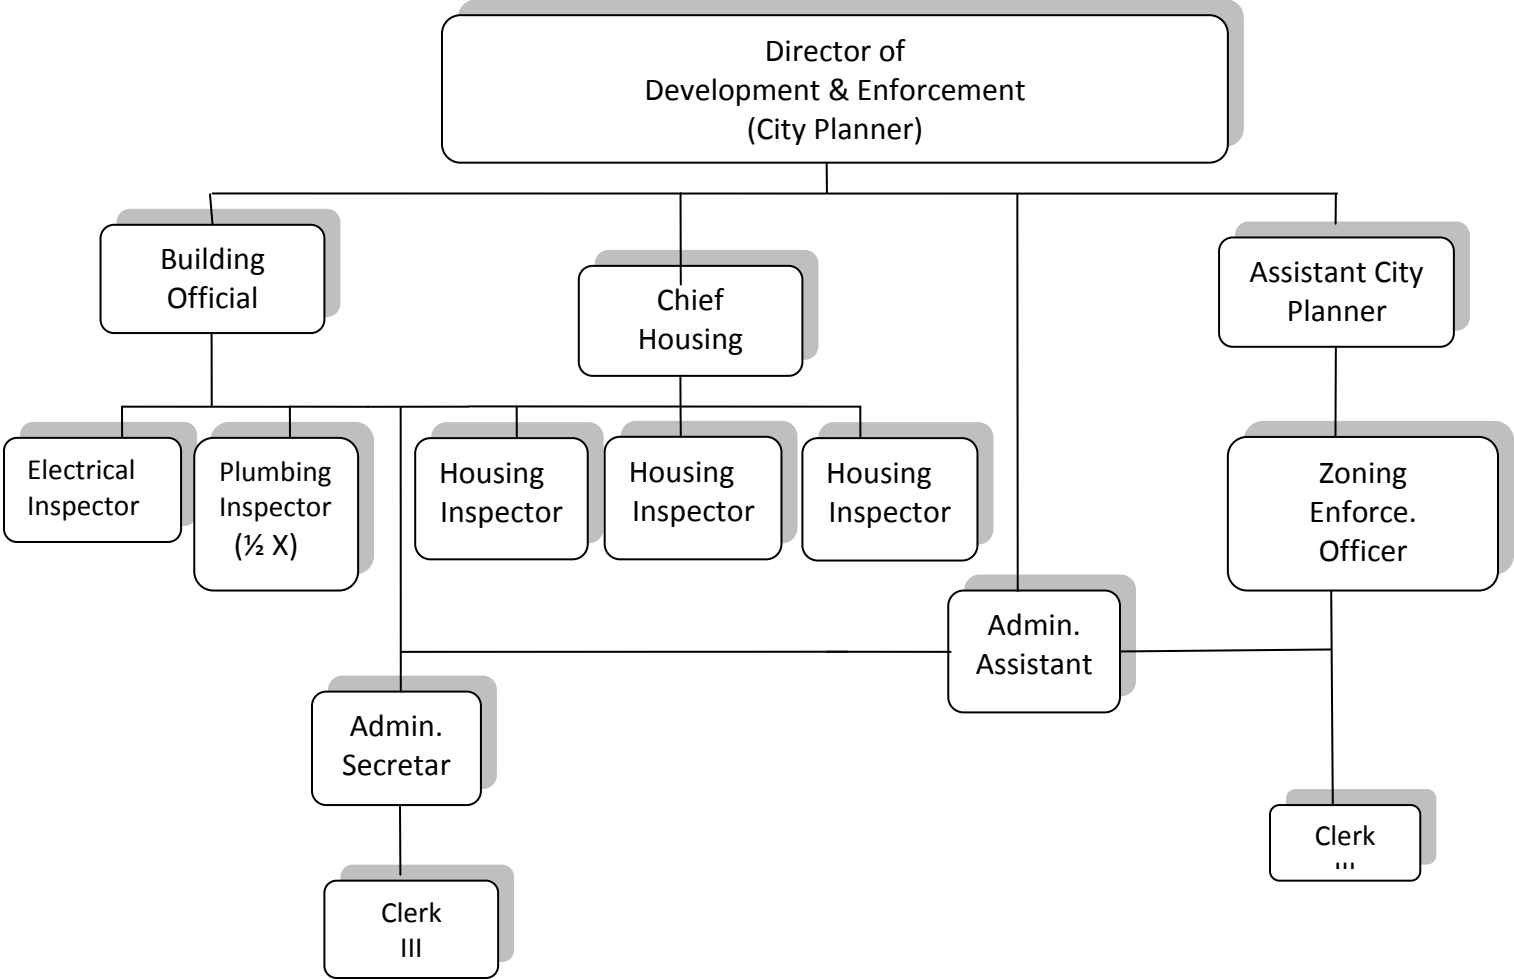 Director of
Development & Enforcement
(City Planner)
Building
Official
Chief
Housing
Assistant City
Planner
Electrical
Inspector
Plumbing
Inspector
(½ X)
Housing
Inspector
Housing
Inspector
Housing
Inspector
Zoning
Enforce.
Officer
Admin.
Assistant
Admin.
Secretar
Clerk
Clerk
III